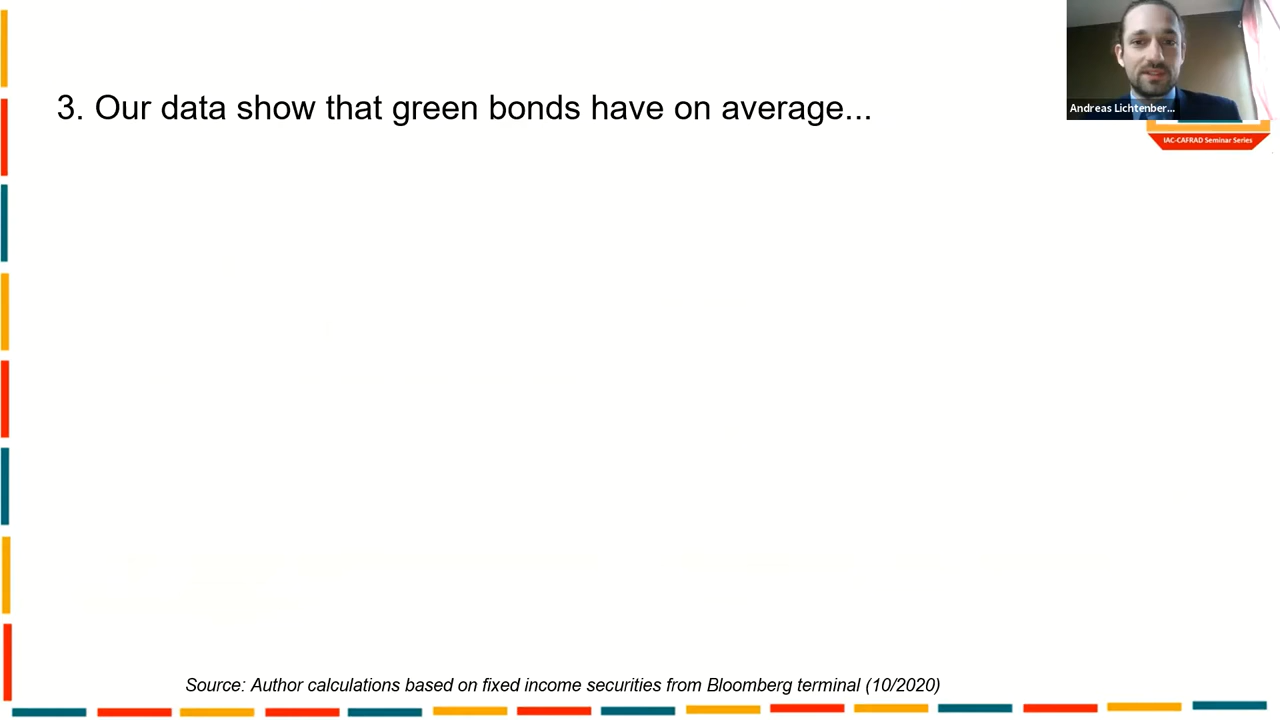 3. Our data show that green bonds have on average...
Andreas Lichtenber...
IAC-CAFRAD Seminar Series
Source: Author calculations based on fixed income securities from Bloomberg terminal (10/2020)